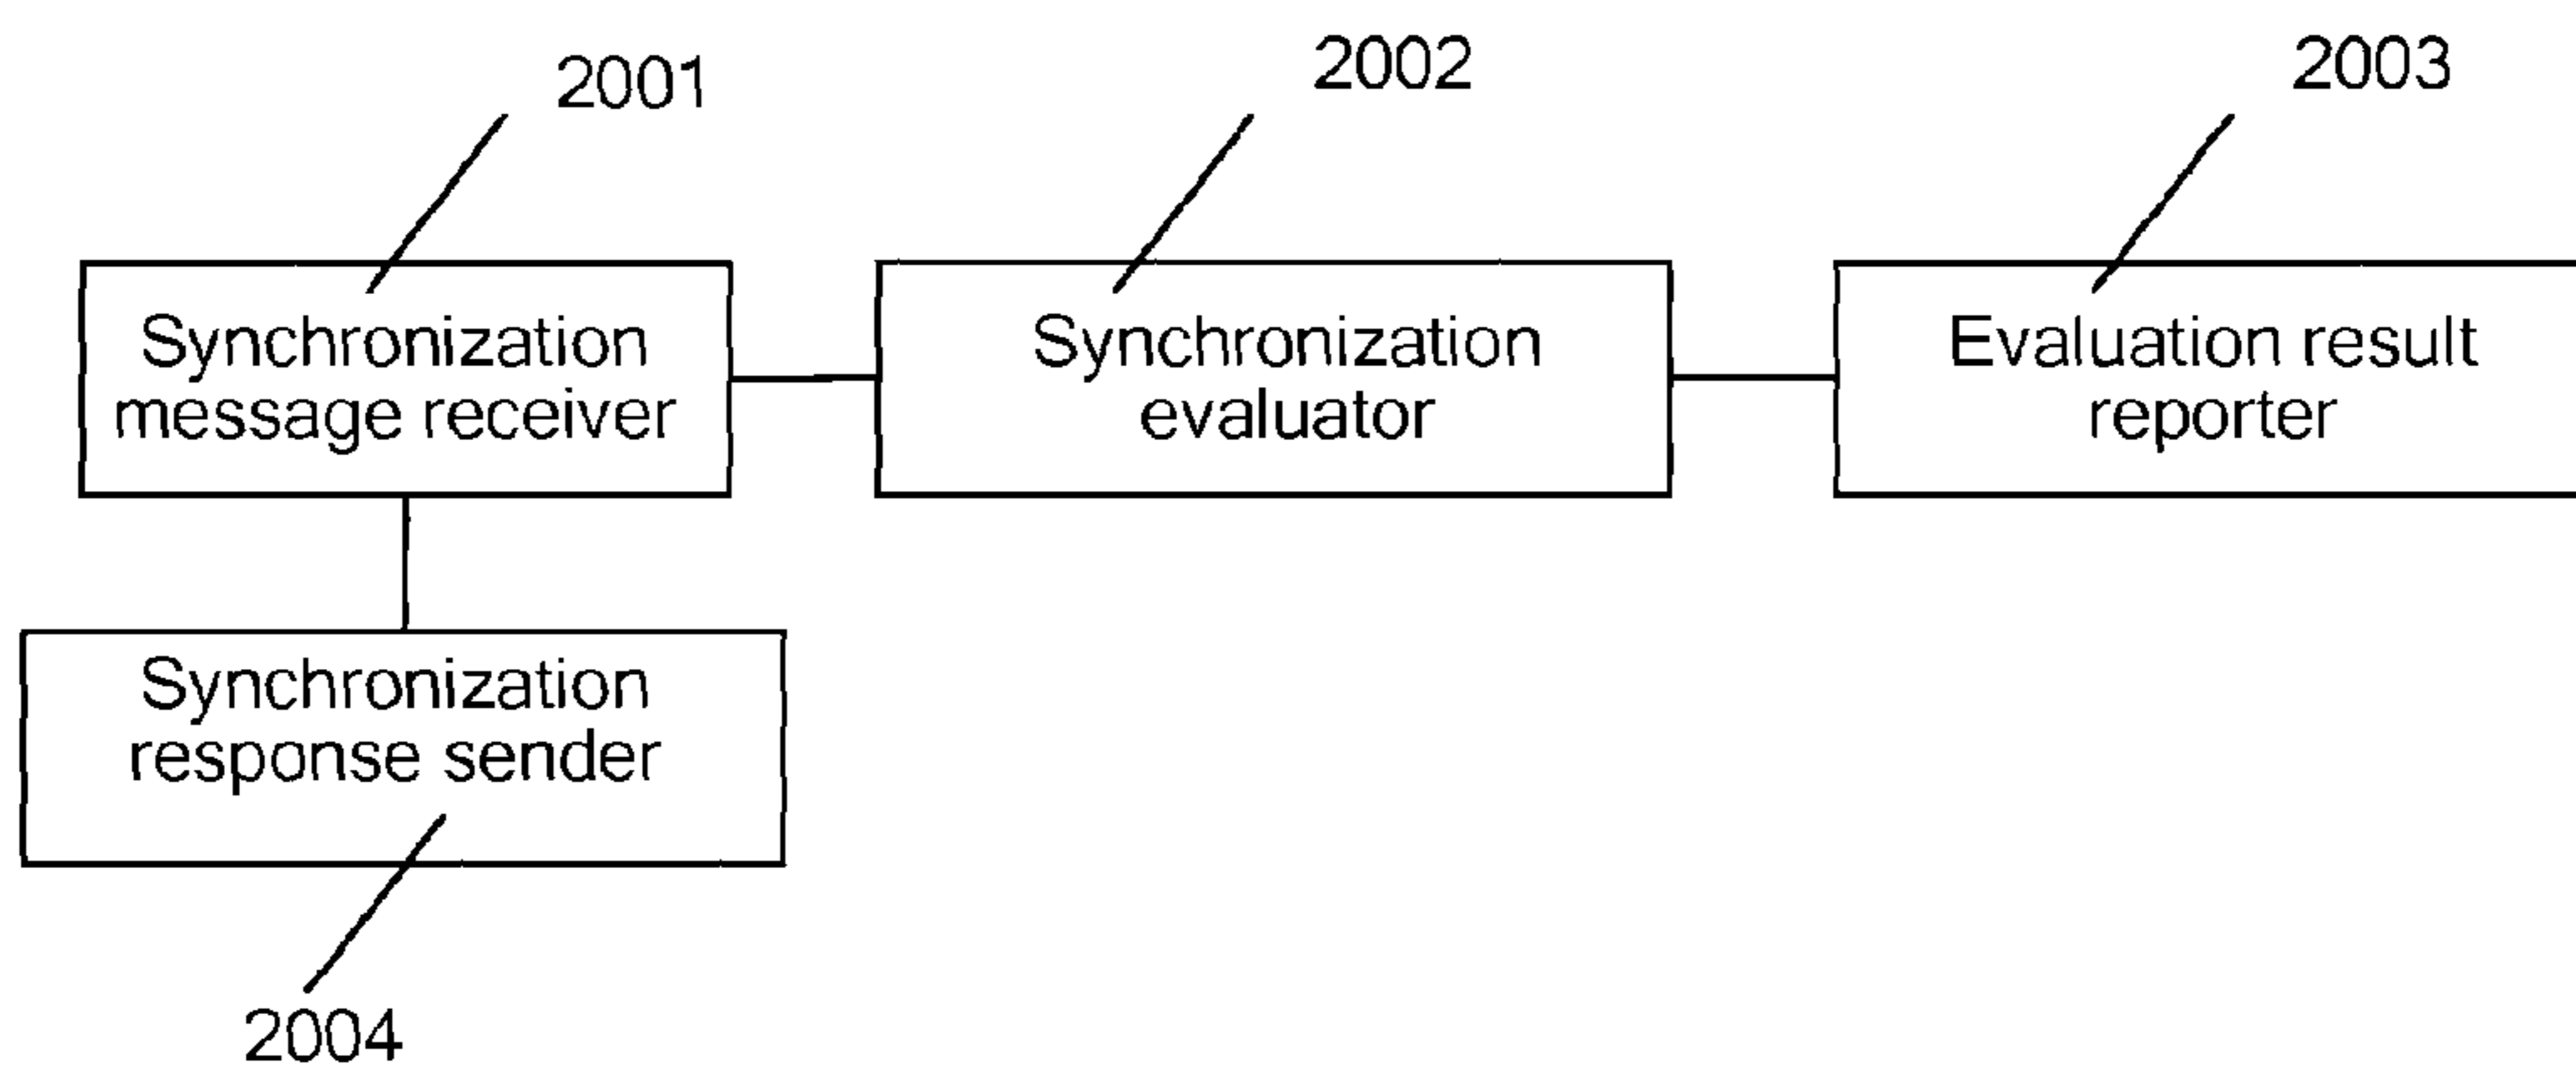 2001
2002
2003
Synchronization
message receiver
Synchronization
evaluator
Evaluation result
reporter
Synchronization
response sender
2004